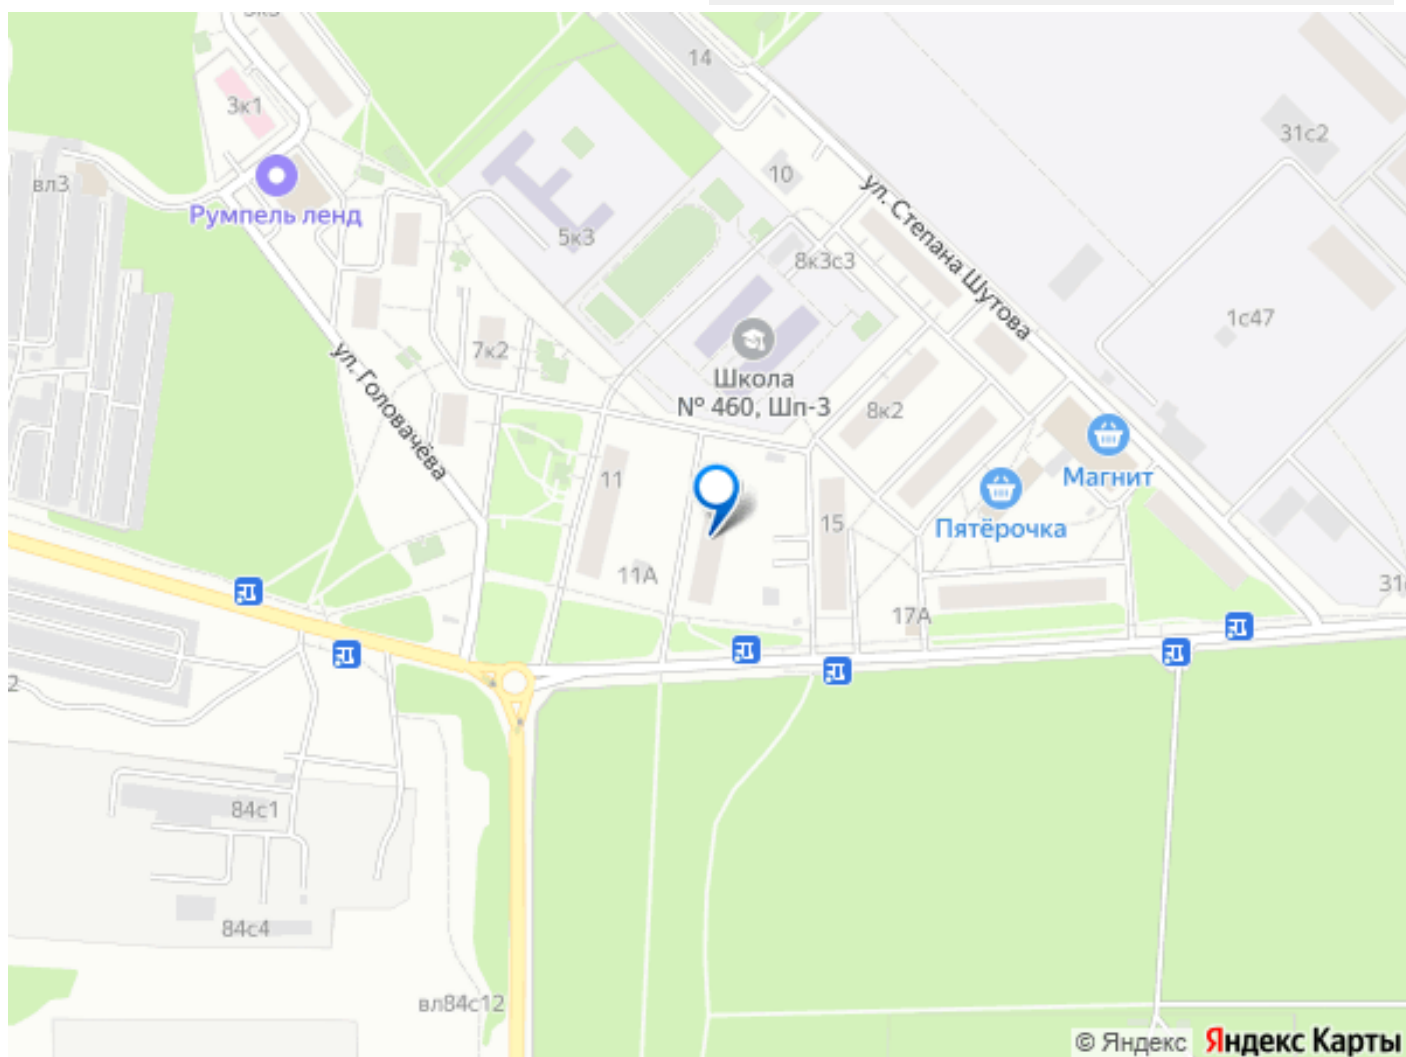 14
3к1
31с2
10
вл3
ул. Степана Шутова
Румпель ленд
5к3
8к3с3
1с47
7к2
ул. Головачёва
Школа
№ 460, Шп-3
8к2
11
Магнит
15
Пятёрочка
11А
31
17А
2
84с1
84с4
вл84с12
© Яндекс Яндекс Карты